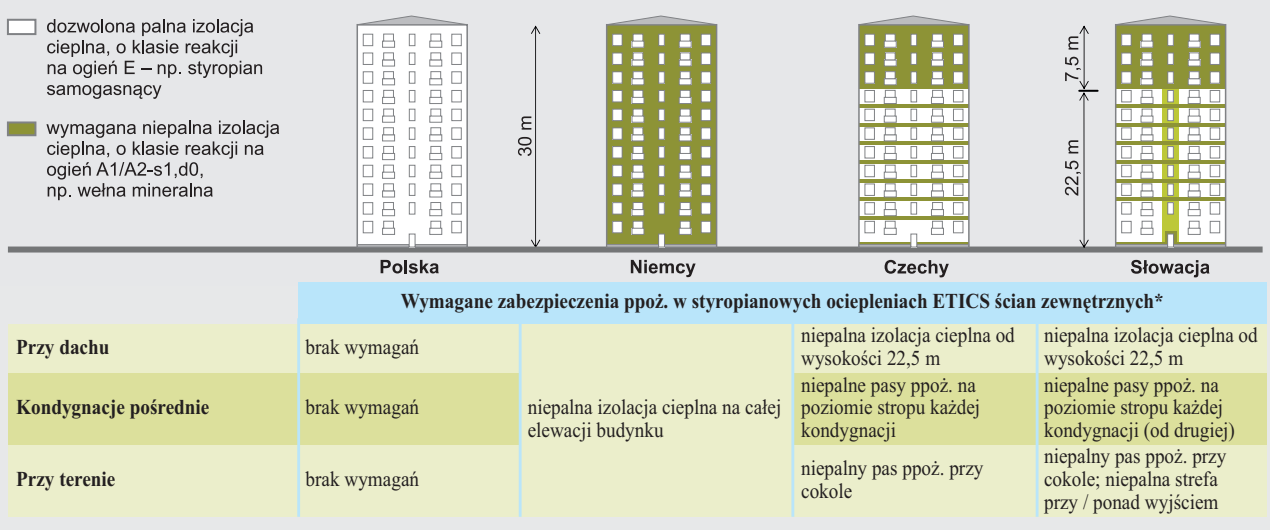 dozwolona palna izolacja
cieplna, o klasie reakcji
na ogień E – np. styropian
samogasnący
wymagana niepalna izolacja
cieplna, o klasie reakcji na
ogień A1/A2-s1,d0,
np. wełna mineralna
30 m
7,5 m
22,5 m
Polska
Niemcy
Czechy
Słowacja
Wymagane zabezpieczenia ppoż. w styropianowych ociepleniach ETICS ścian zewnętrznych*
Przy dachu
brak wymagań
niepalna izolacja cieplna od
wysokości 22,5 m
niepalna izolacja cieplna od
wysokości 22,5 m
Kondygnacje pośrednie
brak wymagań
niepalna izolacja cieplna na całej
elewacji budynku
niepalne pasy ppoż. na
poziomie stropu każdej
kondygnacji
niepalne pasy ppoż. na
poziomie stropu każdej
kondygnacji (od drugiej)
Przy terenie
brak wymagań
niepalny pas ppoż. przy
cokole
niepalny pas ppoż. przy
cokole; niepalna strefa
przy / ponad wyjściem